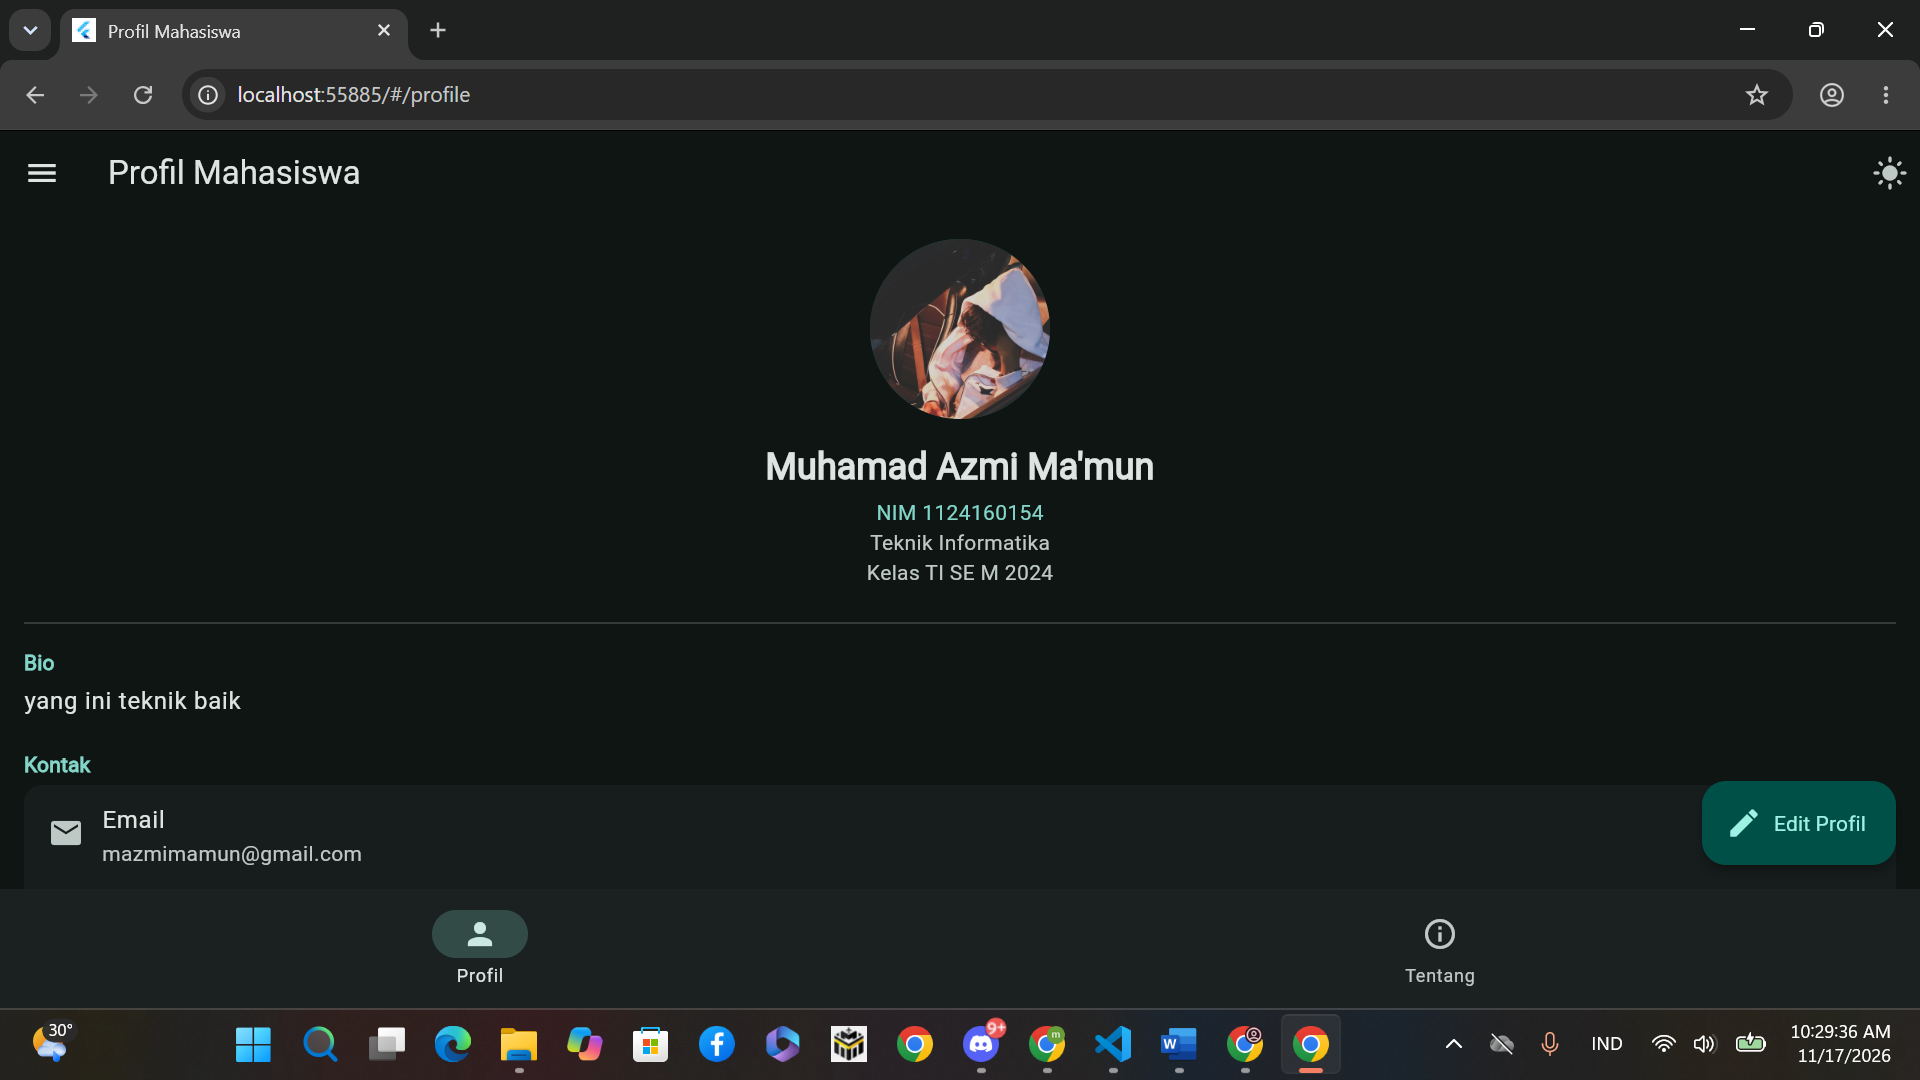 Profil Mahasiswa
localhost:55885/#/profile
Profil Mahasiswa
Muhamad Azmi Ma'mun
NIM 1124160154
Teknik Informatika
Kelas TI SE M 2024
Bio
yang ini teknik baik
Kontak
Email
mazmimamun@gmail.com
Edit Profil
Profil
Tentang
30°
9+
m
W
IND
10:29:36 AM
11/17/2026